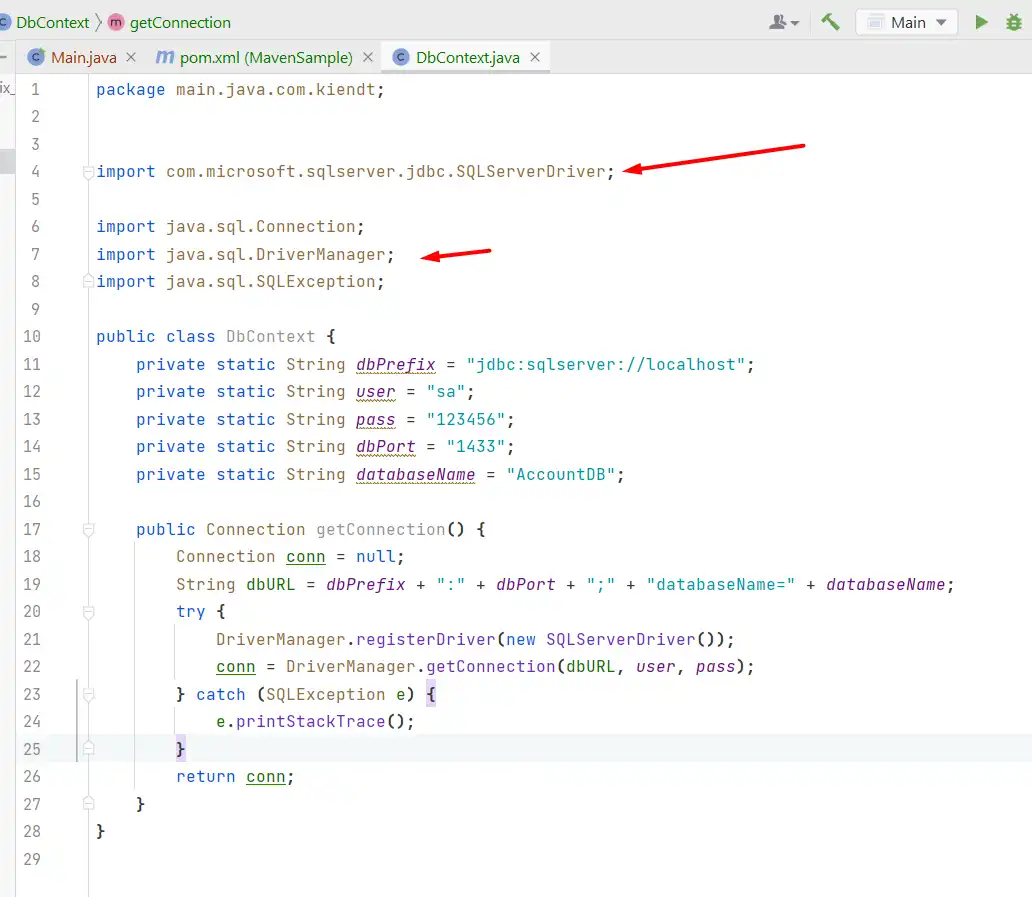 DbContext getConnection Main
Main.java pom.xml (MavenSample) DbContext.java
ix_
1 package main.java.com.kiendt;
2
3
4 import com.microsoft.sqlserver.jdbc.SQLServerDriver;
5
6 import java.sql.Connection;
7 import java.sql.DriverManager;
8 import java.sql.SQLException;
9
10 public class DbContext {
11 private static String dbPrefix = "jdbc:sqlserver://localhost";
12 private static String user = "sa";
13 private static String pass = "123456";
14 private static String dbPort = "1433";
15 private static String databaseName = "AccountDB";
16
17 public Connection getConnection() {
18 Connection conn = null;
19 String dbURL = dbPrefix + ":" + dbPort + ";" + "databaseName=" + databaseName;
20 try {
21 DriverManager.registerDriver(new SQLServerDriver());
22 conn = DriverManager.getConnection(dbURL, user, pass);
23 } catch (SQLException e) {
24 e.printStackTrace();
25 }
26 return conn;
27 }
28 }
29